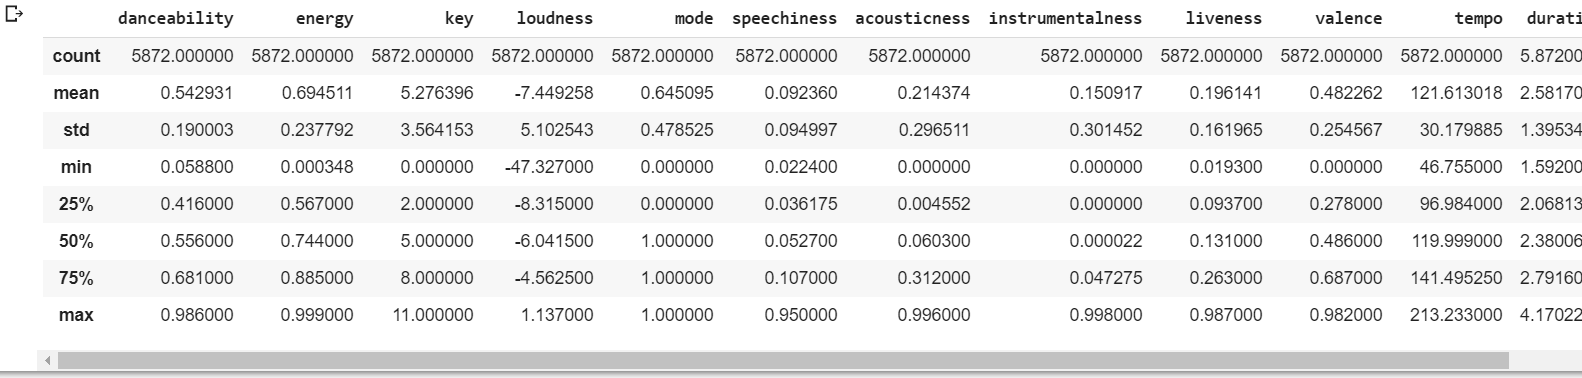 danceability energy key loudness mode speechiness acousticness instrumentalness liveness valence tempo durati
count 5872.000000 5872.000000 5872.000000 5872.000000 5872.000000 5872.000000 5872.000000 5872.000000 5872.000000 5872.000000 5872.000000 5.87200
mean 0.542931 0.694511 5.276396 -7.449258 0.645095 0.092360 0.214374 0.150917 0.196141 0.482262 121.613018 2.58170
std 0.190003 0.237792 3.564153 5.102543 0.478525 0.094997 0.296511 0.301452 0.161965 0.254567 30.179885 1.39534
min 0.058800 0.000348 0.000000 -47.327000 0.000000 0.022400 0.000000 0.000000 0.019300 0.000000 46.755000 1.59200
25% 0.416000 0.567000 2.000000 -8.315000 0.000000 0.036175 0.004552 0.000000 0.093700 0.278000 96.984000 2.06813
50% 0.556000 0.744000 5.000000 -6.041500 1.000000 0.052700 0.060300 0.000022 0.131000 0.486000 119.999000 2.38006
75% 0.681000 0.885000 8.000000 -4.562500 1.000000 0.107000 0.312000 0.047275 0.263000 0.687000 141.495250 2.79160
max 0.986000 0.999000 11.000000 1.137000 1.000000 0.950000 0.996000 0.998000 0.987000 0.982000 213.233000 4.17022